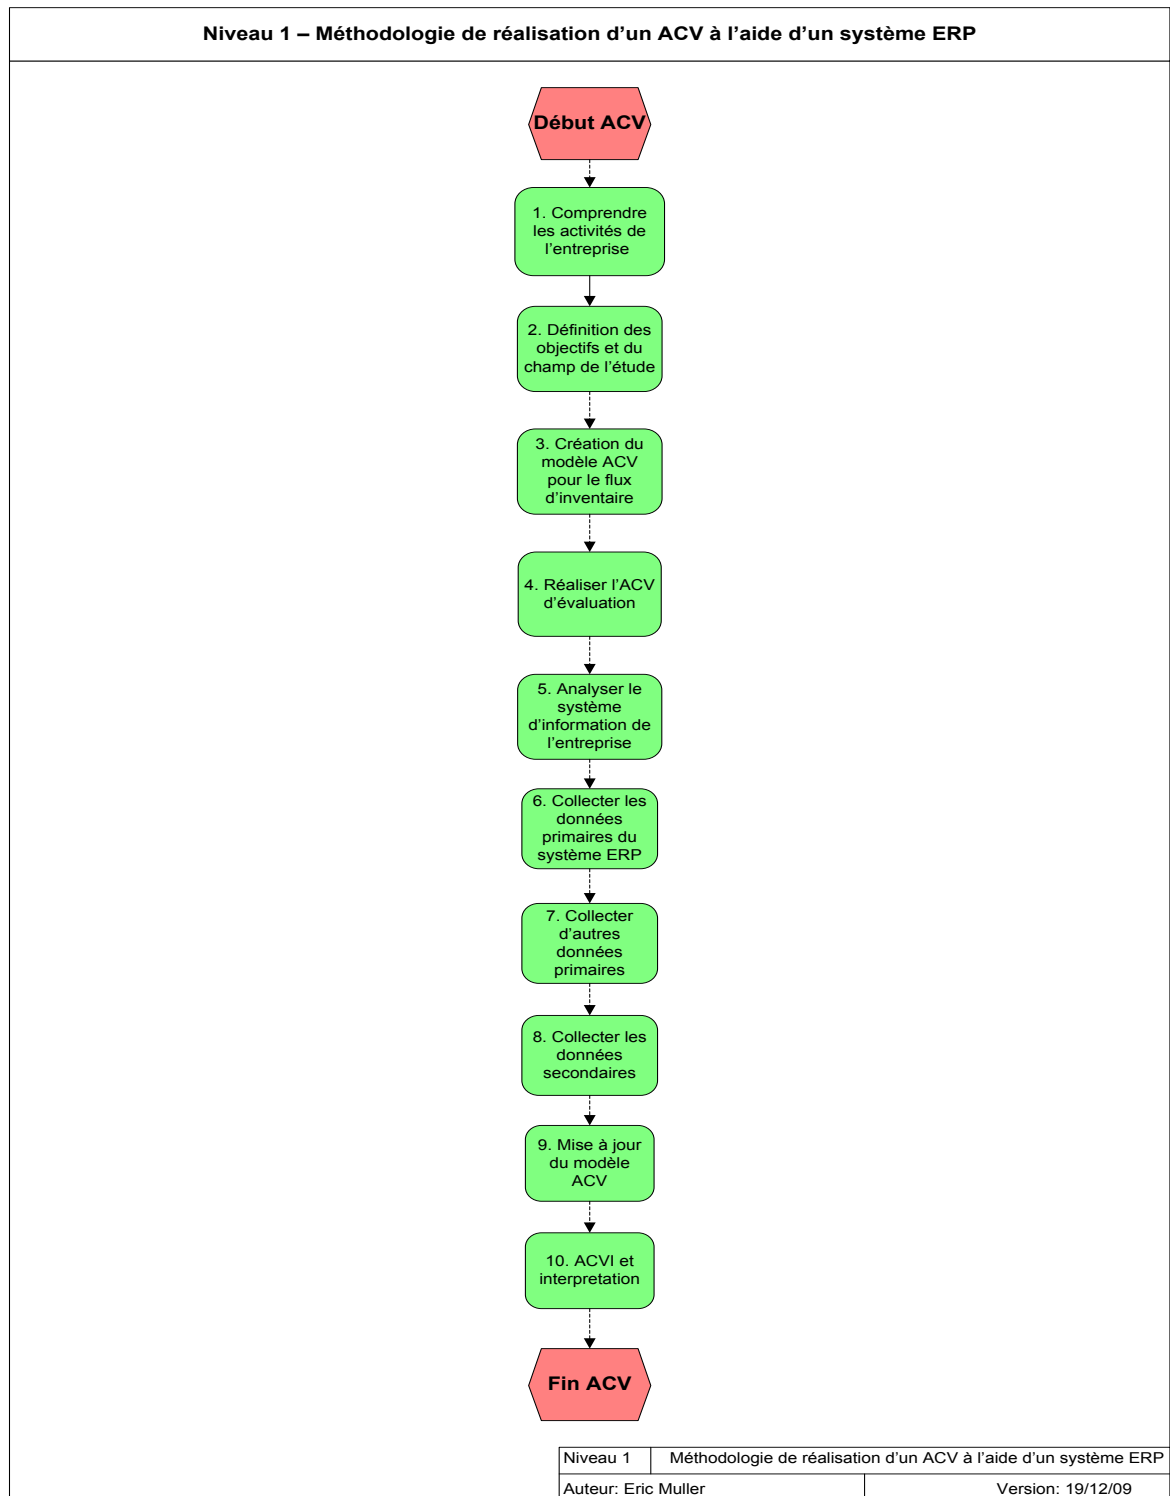 Niveau 1 – Méthodologie de réalisation d’un ACV à l’aide d’un système ERP
Début ACV
1. Comprendre
les activités de
l’entreprise
2. Définition des
objectifs et du
champ de l’étude
3. Création du
modèle ACV
pour le flux
d’inventaire
4. Réaliser l’ACV
d’évaluation
5. Analyser le
système
d’information de
l’entreprise
6. Collecter les
données
primaires du
système ERP
7. Collecter
d’autres
données
primaires
8. Collecter les
données
secondaires
9. Mise à jour
du modèle
ACV
10. ACVI et
interpretation
Fin ACV
Niveau 1 Méthodologie de réalisation d’un ACV à l’aide d’un système ERP
Auteur: Eric Muller Version: 19/12/09